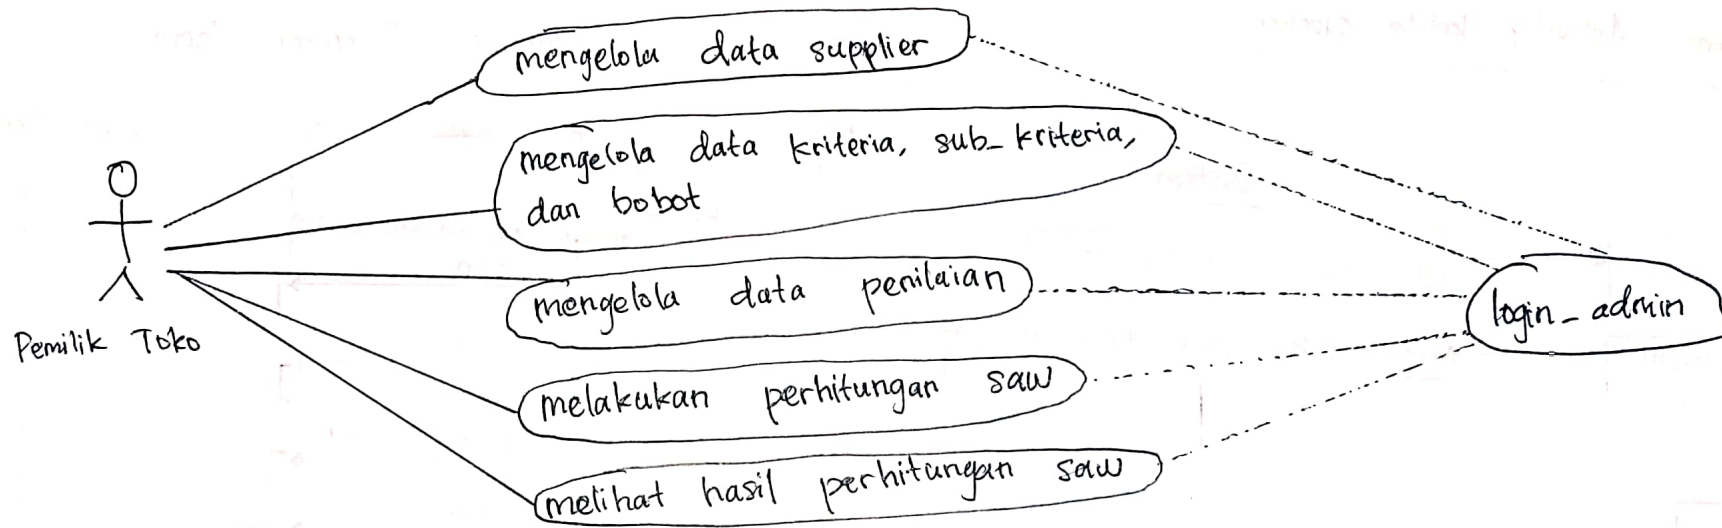 mengelola data supplier
mengelola data kriteria, sub_kriteria,
dan bobot
mengelola data penilaian
login_admin
Pemilik Toko
melakukan perhitungan saw
melihat hasil perhitungan saw